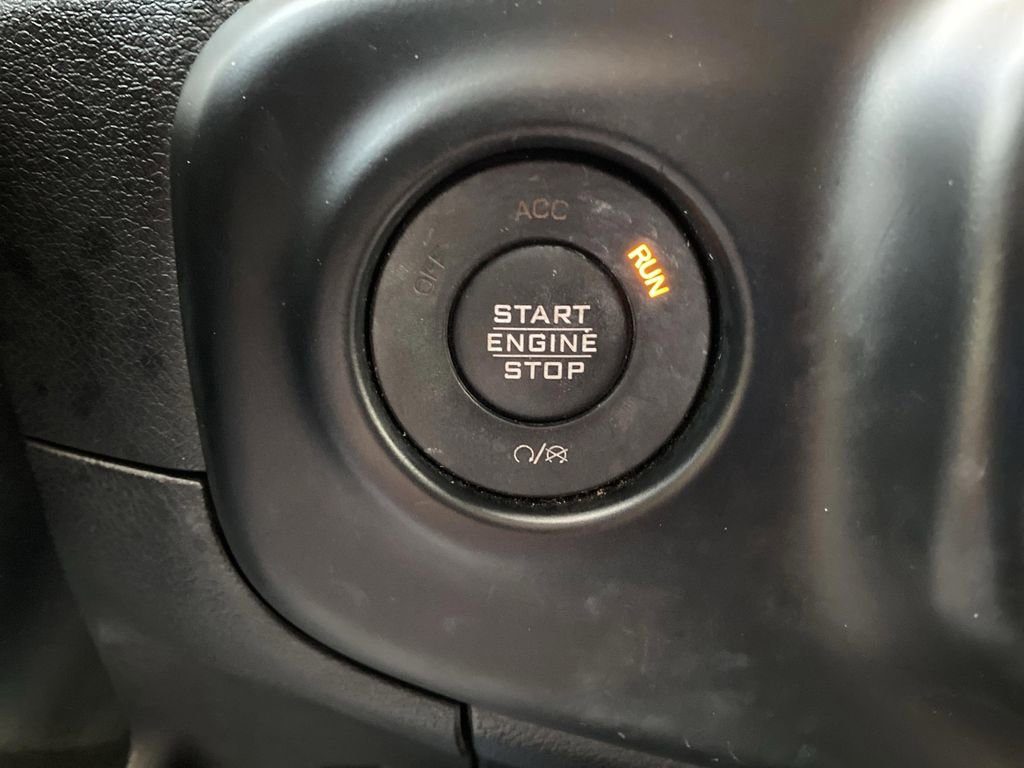 ACC
OFF
RUN
START
ENGINE
STOP